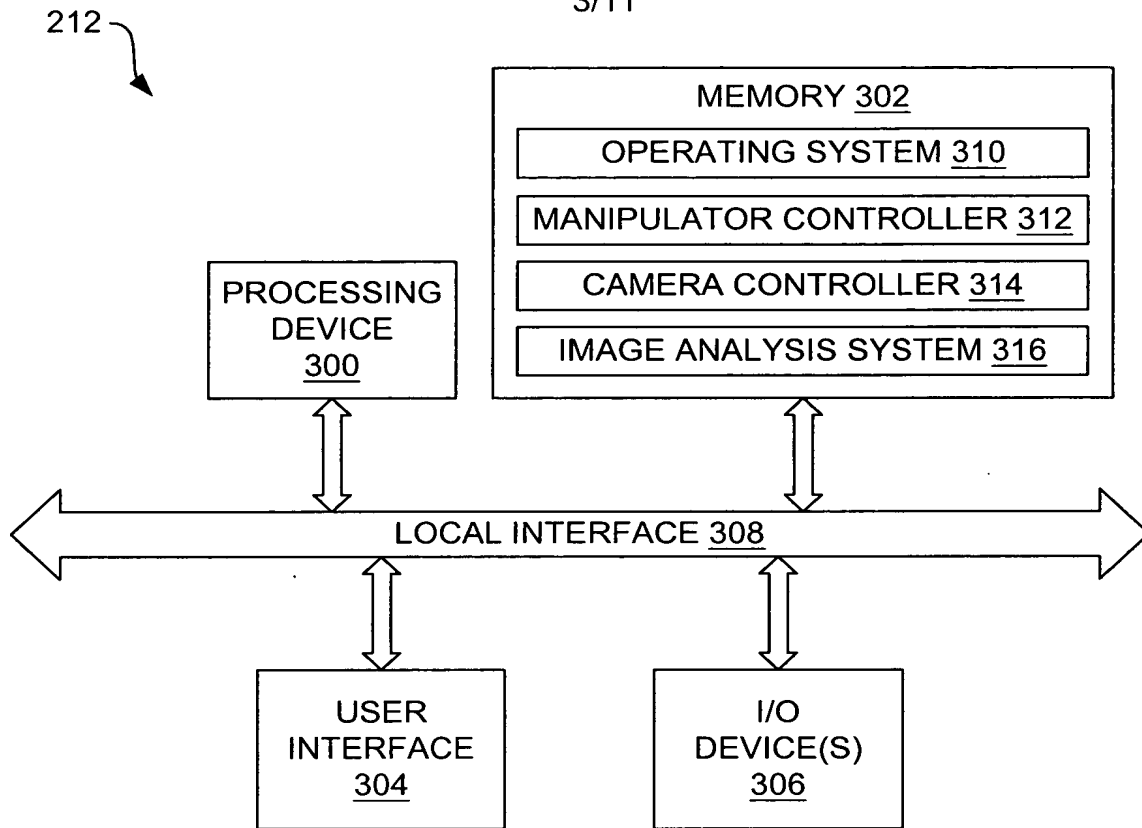 3/11
212
MEMORY 302
OPERATING SYSTEM 310
MANIPULATOR CONTROLLER 312
CAMERA CONTROLLER 314
IMAGE ANALYSIS SYSTEM 316
PROCESSING
DEVICE
300
LOCAL INTERFACE 308
USER
INTERFACE
304
I/O
DEVICE(S)
306